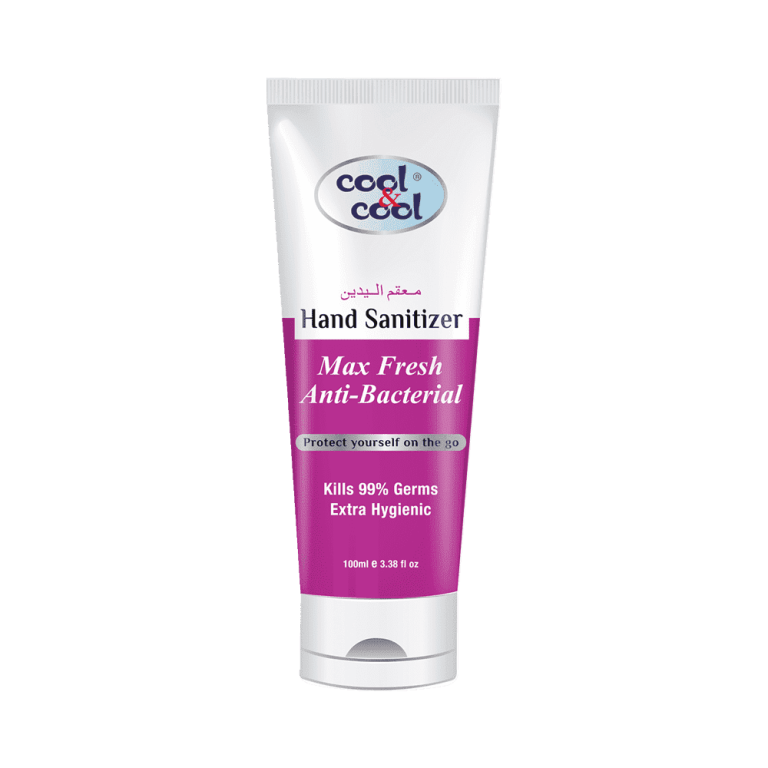 cool®
&
cool
معقم اليدين
Hand Sanitizer
Max Fresh
Anti-Bacterial
Protect yourself on the go
Kills 99% Germs
Extra Hygienic
100ml e 3.38 fl oz